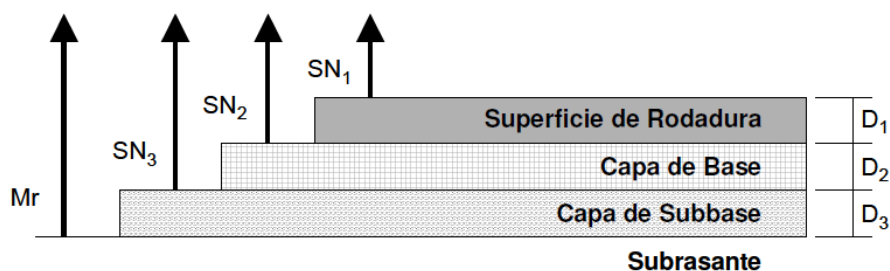 SN1
Superficie de Rodadura
D1
SN2
Capa de Base
D2
SN3
Mr
Capa de Subbase
D3
Subrasante